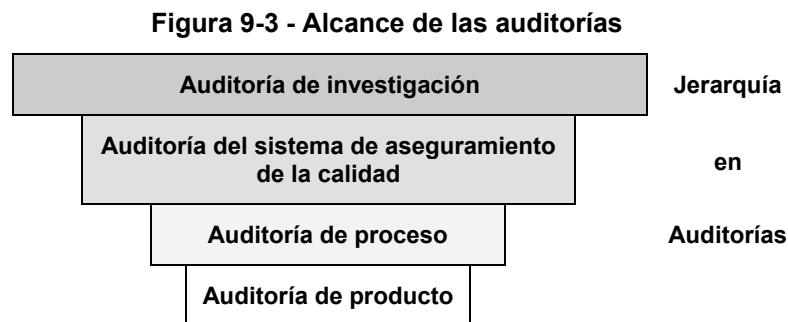 Figura 9-3 - Alcance de las auditorías
Auditoría de investigación
Jerarquía
Auditoría del sistema de aseguramiento
de la calidad
en
Auditoría de proceso
Auditorías
Auditoría de producto